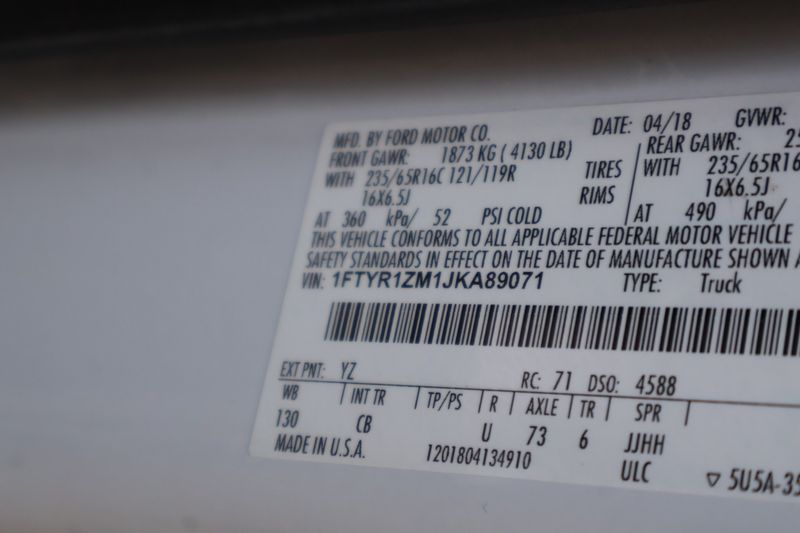 MFD. BY FORD MOTOR CO.
DATE: 04/18
GVWR:
FRONT GAWR: 1873 KG ( 4130 LB)
REAR GAWR: 25
WITH 235/65R16C 121/119R
TIRES
WITH 235/65R16
16X6.5J
RIMS
16X6.5J
AT 360 kPa/ 52 PSI COLD
AT 490 kPa/
THIS VEHICLE CONFORMS TO ALL APPLICABLE FEDERAL MOTOR VEHICLE
SAFETY STANDARDS IN EFFECT ON THE DATE OF MANUFACTURE SHOWN A
VIN: 1FTYR1ZM1JKA89071 TYPE: Truck
EXT PNT: YZ RC: 71 DSO: 4588
WB INT TR TP/PS R AXLE TR SPR
130 CB U 73 6 JJHH
MADE IN U.S.A. 1201804134910 ULC
▽ 5U5A-35